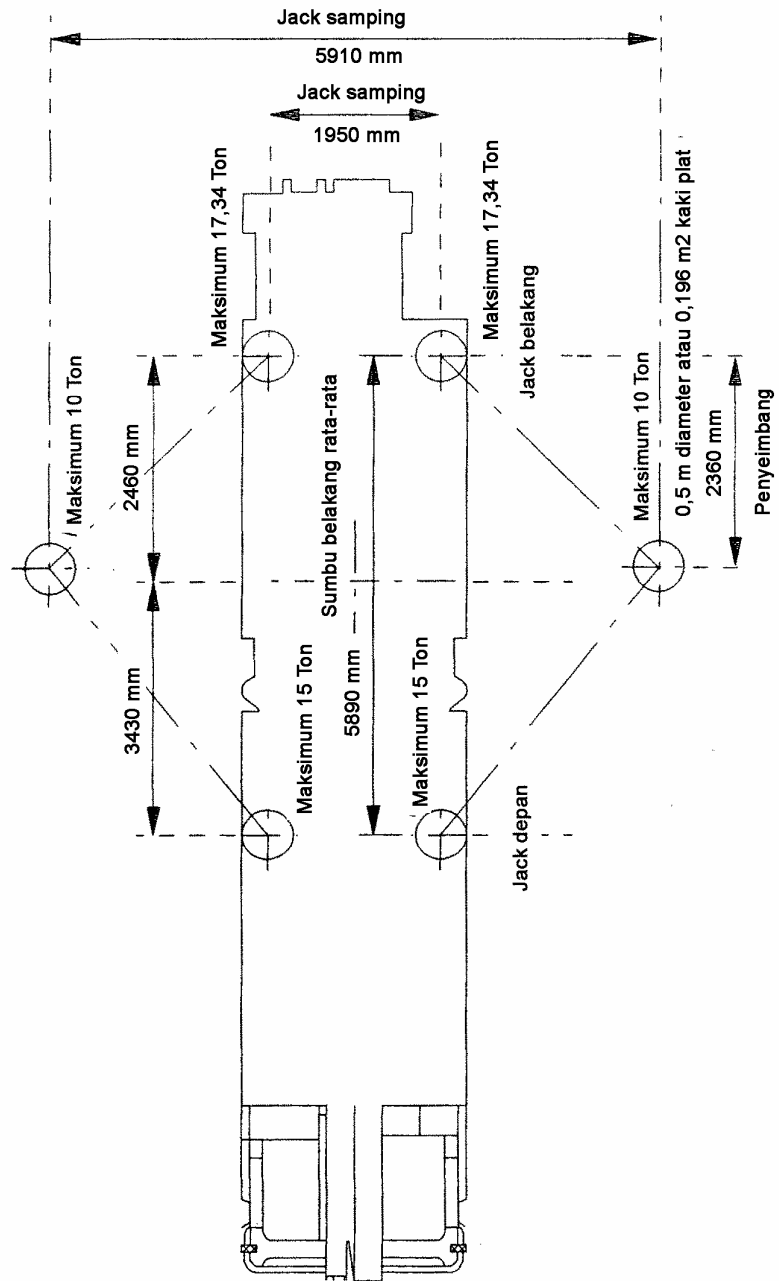 Jack samping
5910 mm
Jack samping
1950 mm
Maksimum 17,34 Ton
Maksimum 17,34 Ton
Maksimum 10 Ton
2460 mm
Jack belakang
Maksimum 10 Ton
0,5 m diameter atau 0,196 m2 kaki plat
2360 mm
Penyeimbang
Sumbu belakang rata-rata
5890 mm
3430 mm
Maksimum 15 Ton
Maksimum 15 Ton
Jack depan